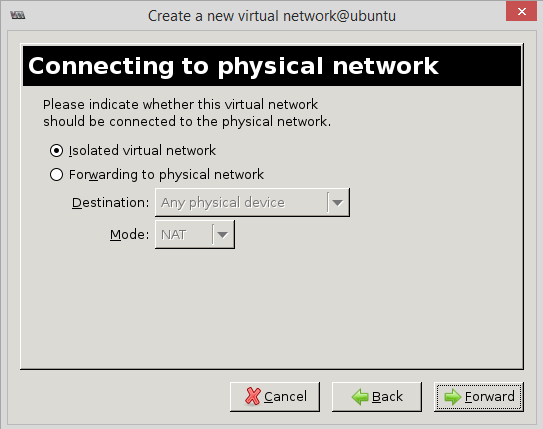 Create a new virtual network@ubuntu
Connecting to physical network
Please indicate whether this virtual network
should be connected to the physical network.
Isolated virtual network
Forwarding to physical network
Destination: Any physical device
Mode: NAT
Cancel Back Forward